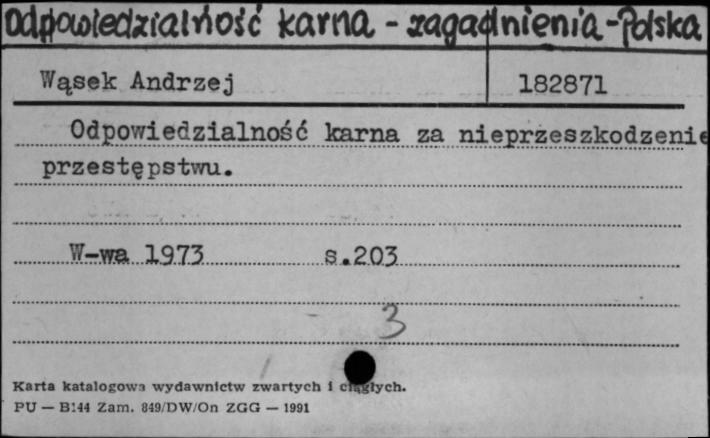 Odpowiedzialność karna - zagadnienia - Polska
Wąsek Andrzej 182871
Odpowiedzialność karna za nieprzeszkodzenie
przestępstwu.
W-wa 1973 s.203
3
Karta katalogowa wydawnictw zwartych i ciągłych.
PU — B144 Zam. 849/DW/On ZGG — 1991